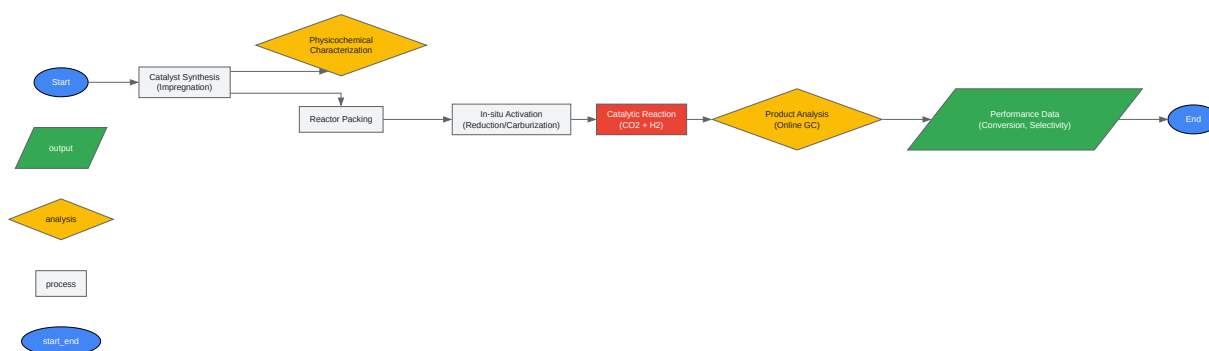 Start
Catalyst Synthesis
(Impregnation)
Physicochemical
Characterization
Reactor Packing
In-situ Activation
(Reduction/Carburization)
Catalytic Reaction
(CO2 + H2)
Product Analysis
(Online GC)
Performance Data
(Conversion, Selectivity)
End
output
analysis
process
start_end